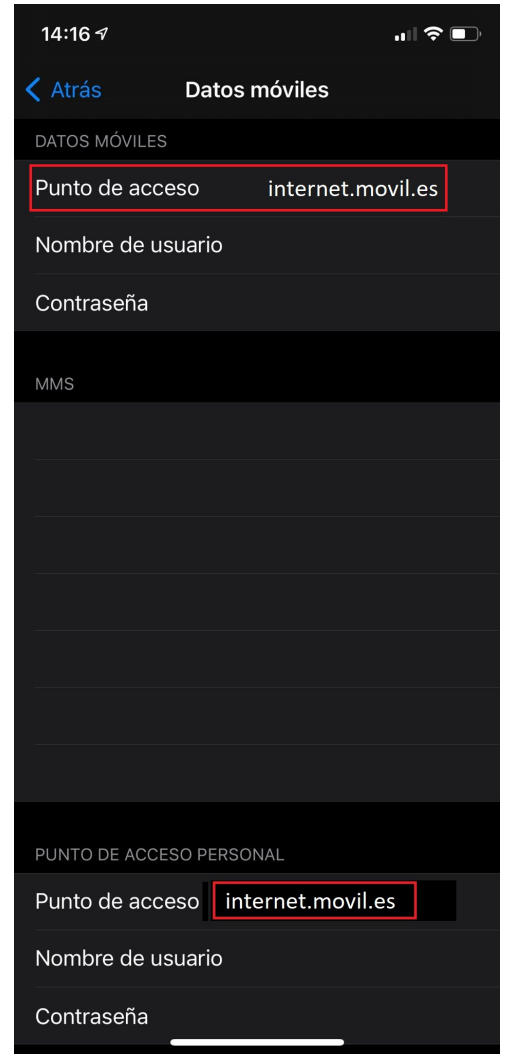 14:16
Atrás Datos móviles
DATOS MÓVILES
Punto de acceso internet.movil.es
Nombre de usuario
Contraseña
MMS
PUNTO DE ACCESO PERSONAL
Punto de acceso internet.movil.es
Nombre de usuario
Contraseña